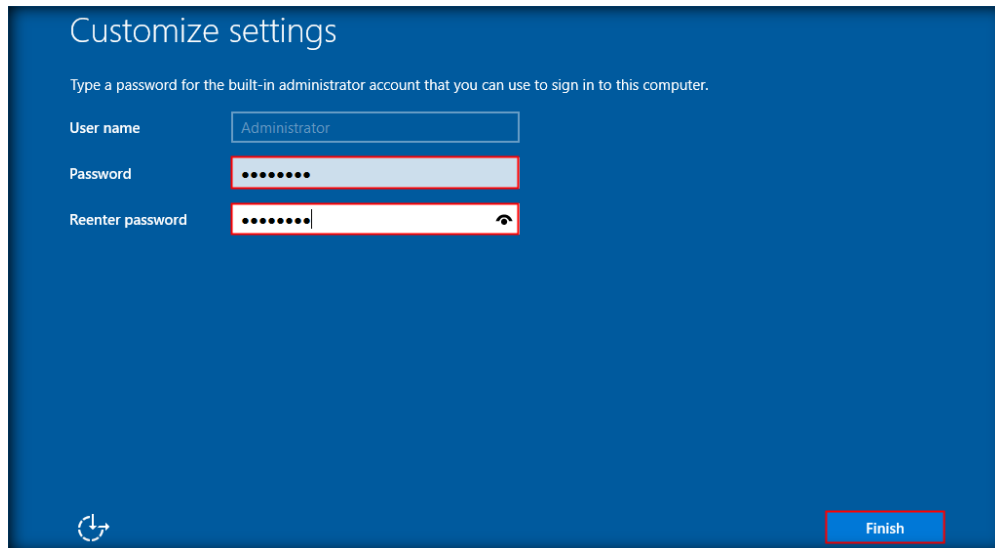 Customize settings
Type a password for the built-in administrator account that you can use to sign in to this computer.
User name Administrator
Password ●●●●●●●●
Reenter password ●●●●●●●●
Finish